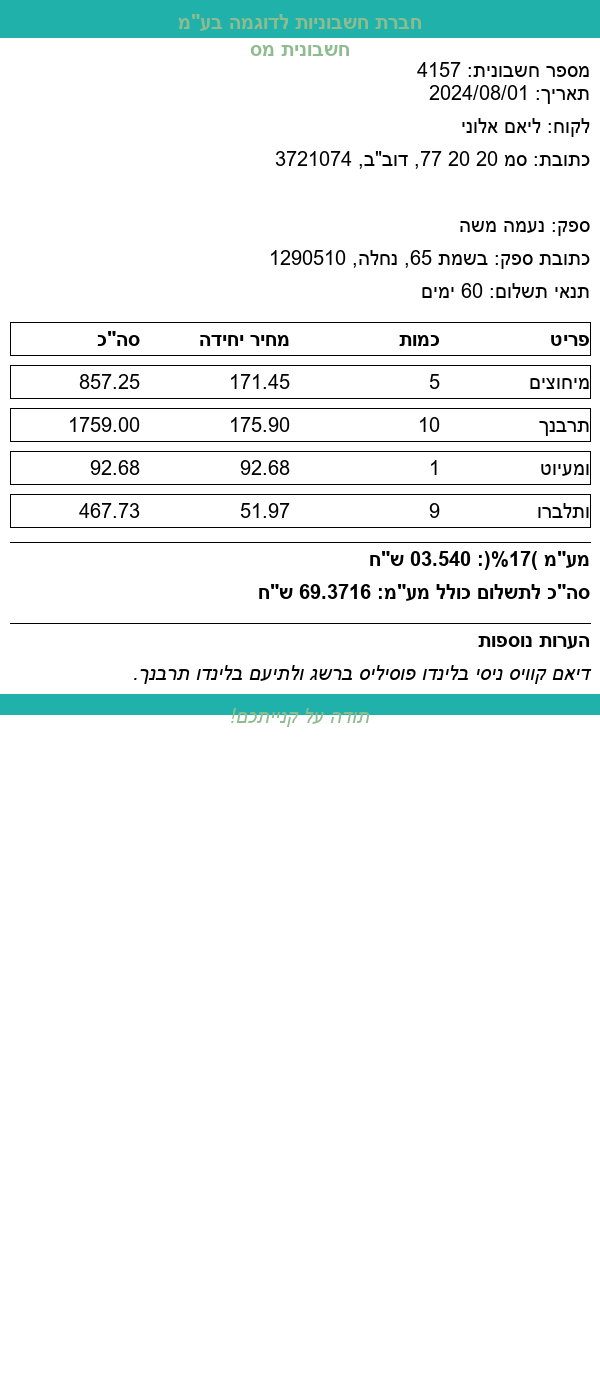 חברת חשבוניות לדוגמה בע"מ
חשבונית מס
מספר חשבונית: 4157
תאריך: 2024/08/01
לקוח: ליאם אלוני
כתובת: סמ 20 20 77, דוב"ב, 3721074
ספק: נעמה משה
כתובת ספק: בשמת 65, נחלה, 1290510
תנאי תשלום: 60 ימים
פריט כמות מחיר יחידה סה"כ
מיחוצים 5 171.45 857.25
תרבנך 10 175.90 1759.00
ומעיוט 1 92.68 92.68
ותלברו 9 51.97 467.73
מע"מ )17%(: 03.540 ש"ח
סה"כ לתשלום כולל מע"מ: 69.3716 ש"ח
הערות נוספות
דיאם קוויס ניסי בלינדו פוסיליס ברשג ולתיעם בלינדו תרבנך.
תודה על קנייתכם!